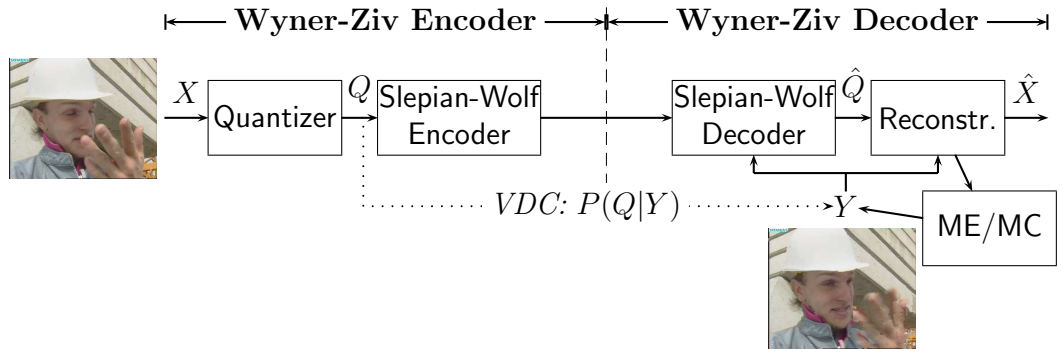 Wyner-Ziv Encoder Wyner-Ziv Decoder
X Quantizer Q Slepian-Wolf Encoder Slepian-Wolf Decoder Q̂ Reconstr. X̂
VDC: P(Q|Y) Y ME/MC